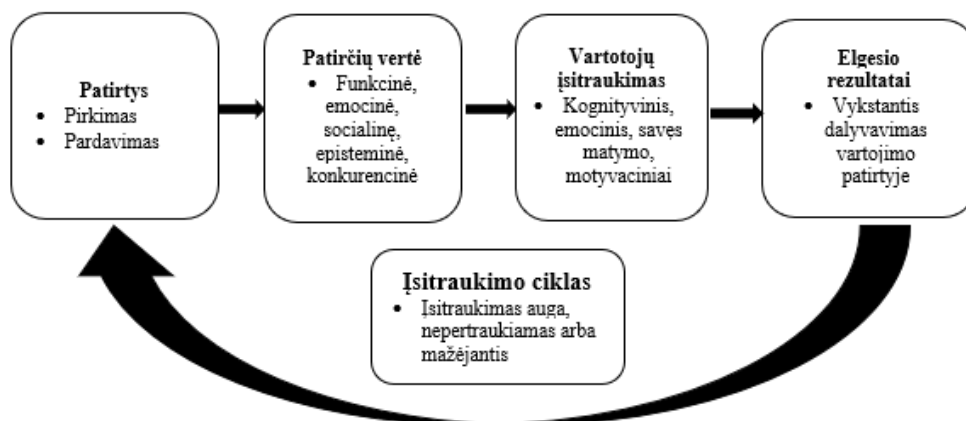 Patirtys
• Pirkimas
• Pardavimas
Patirčių vertė
• Funkcinė,
emocinė,
socialinę,
episteminė,
konkurencinė
Vartotojų
įsitraukimas
• Kognityvinis,
emocinis, savęs
matymo,
motyvaciniai
Elgesio
rezultatai
• Vykstantis
dalyvavimas
vartojimo
patirtyje
Įsitraukimo ciklas
• Įsitraukimas auga,
nepertraukiamas arba
mažėjantis